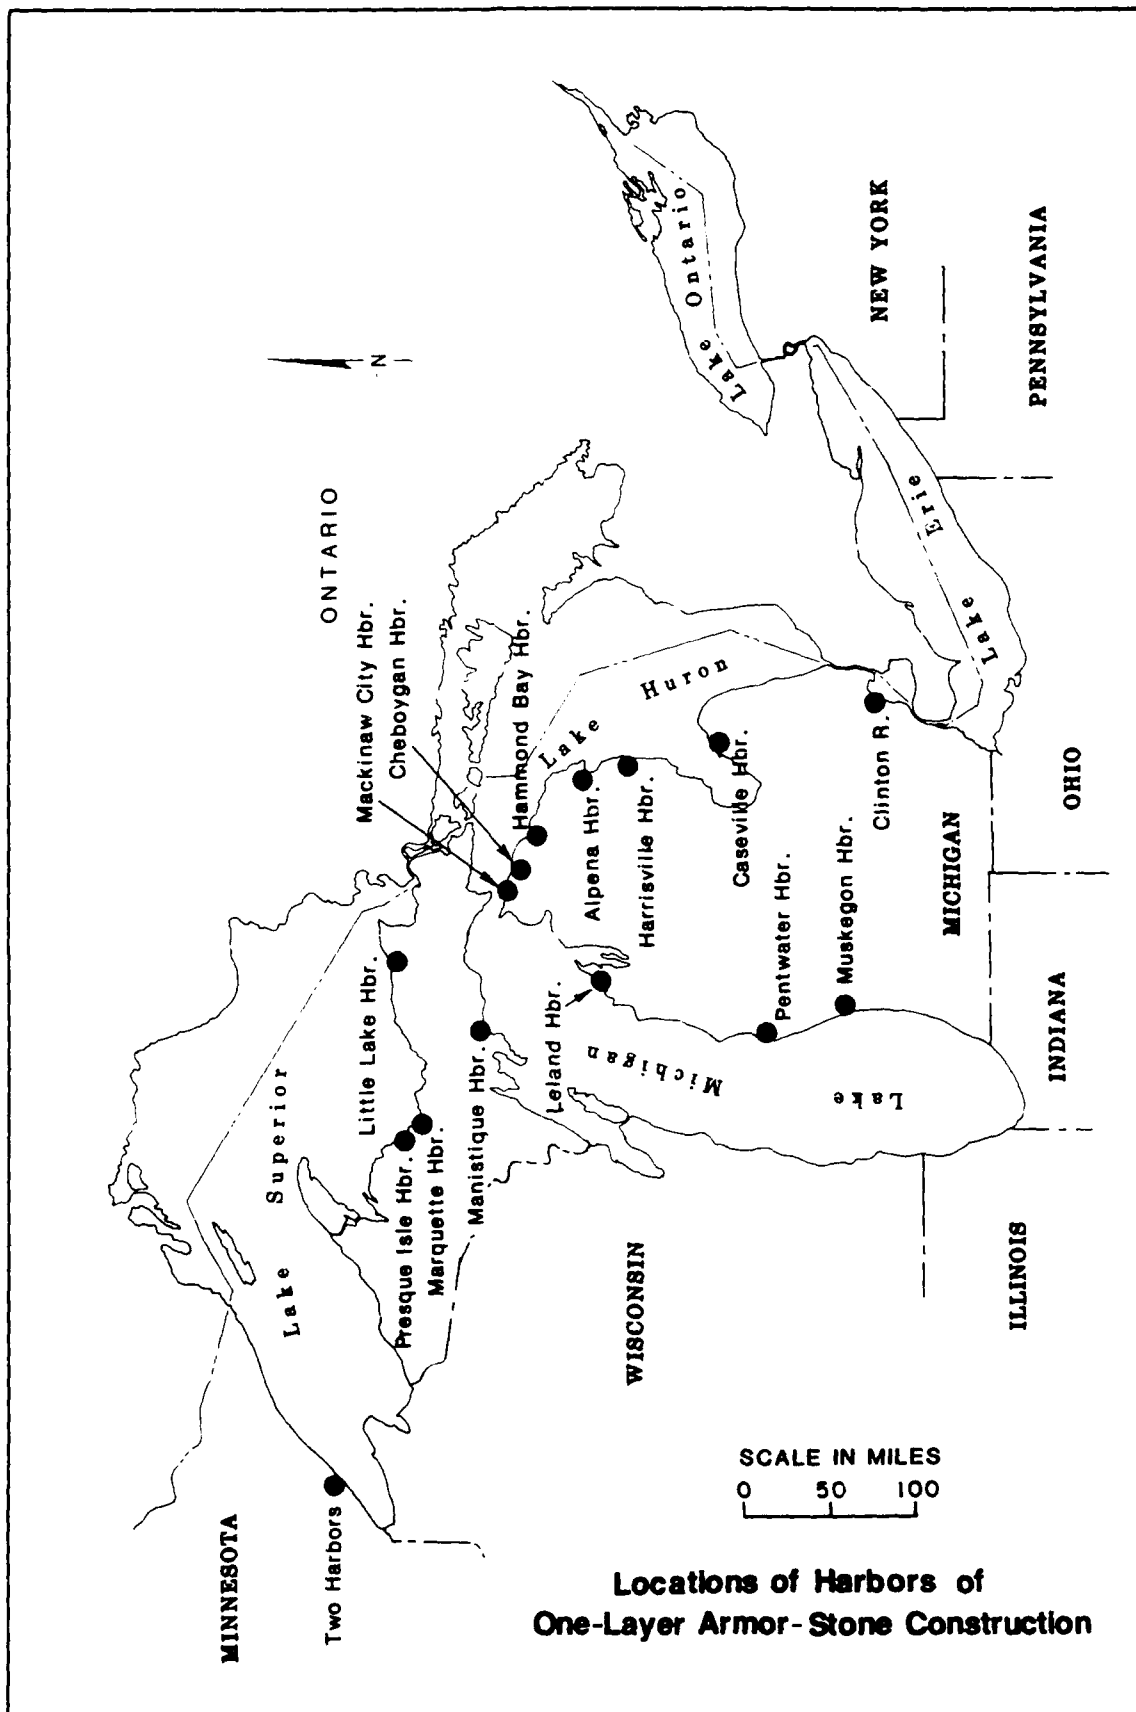 MINNESOTA
Two Harbors
Lake Superior
ONTARIO
Mackinaw City Hbr.
Cheboygan Hbr.
Hammond Bay Hbr.
Little Lake Hbr.
Presque Isle Hbr.
Marquette Hbr.
Manistique Hbr.
Leland Hbr.
Lake Michigan
Lake Huron
Alpena Hbr.
Harrisville Hbr.
Caseville Hbr.
Pentwater Hbr.
Muskegon Hbr.
Clinton R.
Lake Erie
Lake Ontario
N
NEW YORK
PENNSYLVANIA
MICHIGAN
OHIO
INDIANA
WISCONSIN
ILLINOIS
SCALE IN MILES
0 50 100
Locations of Harbors of
One-Layer Armor-Stone Construction